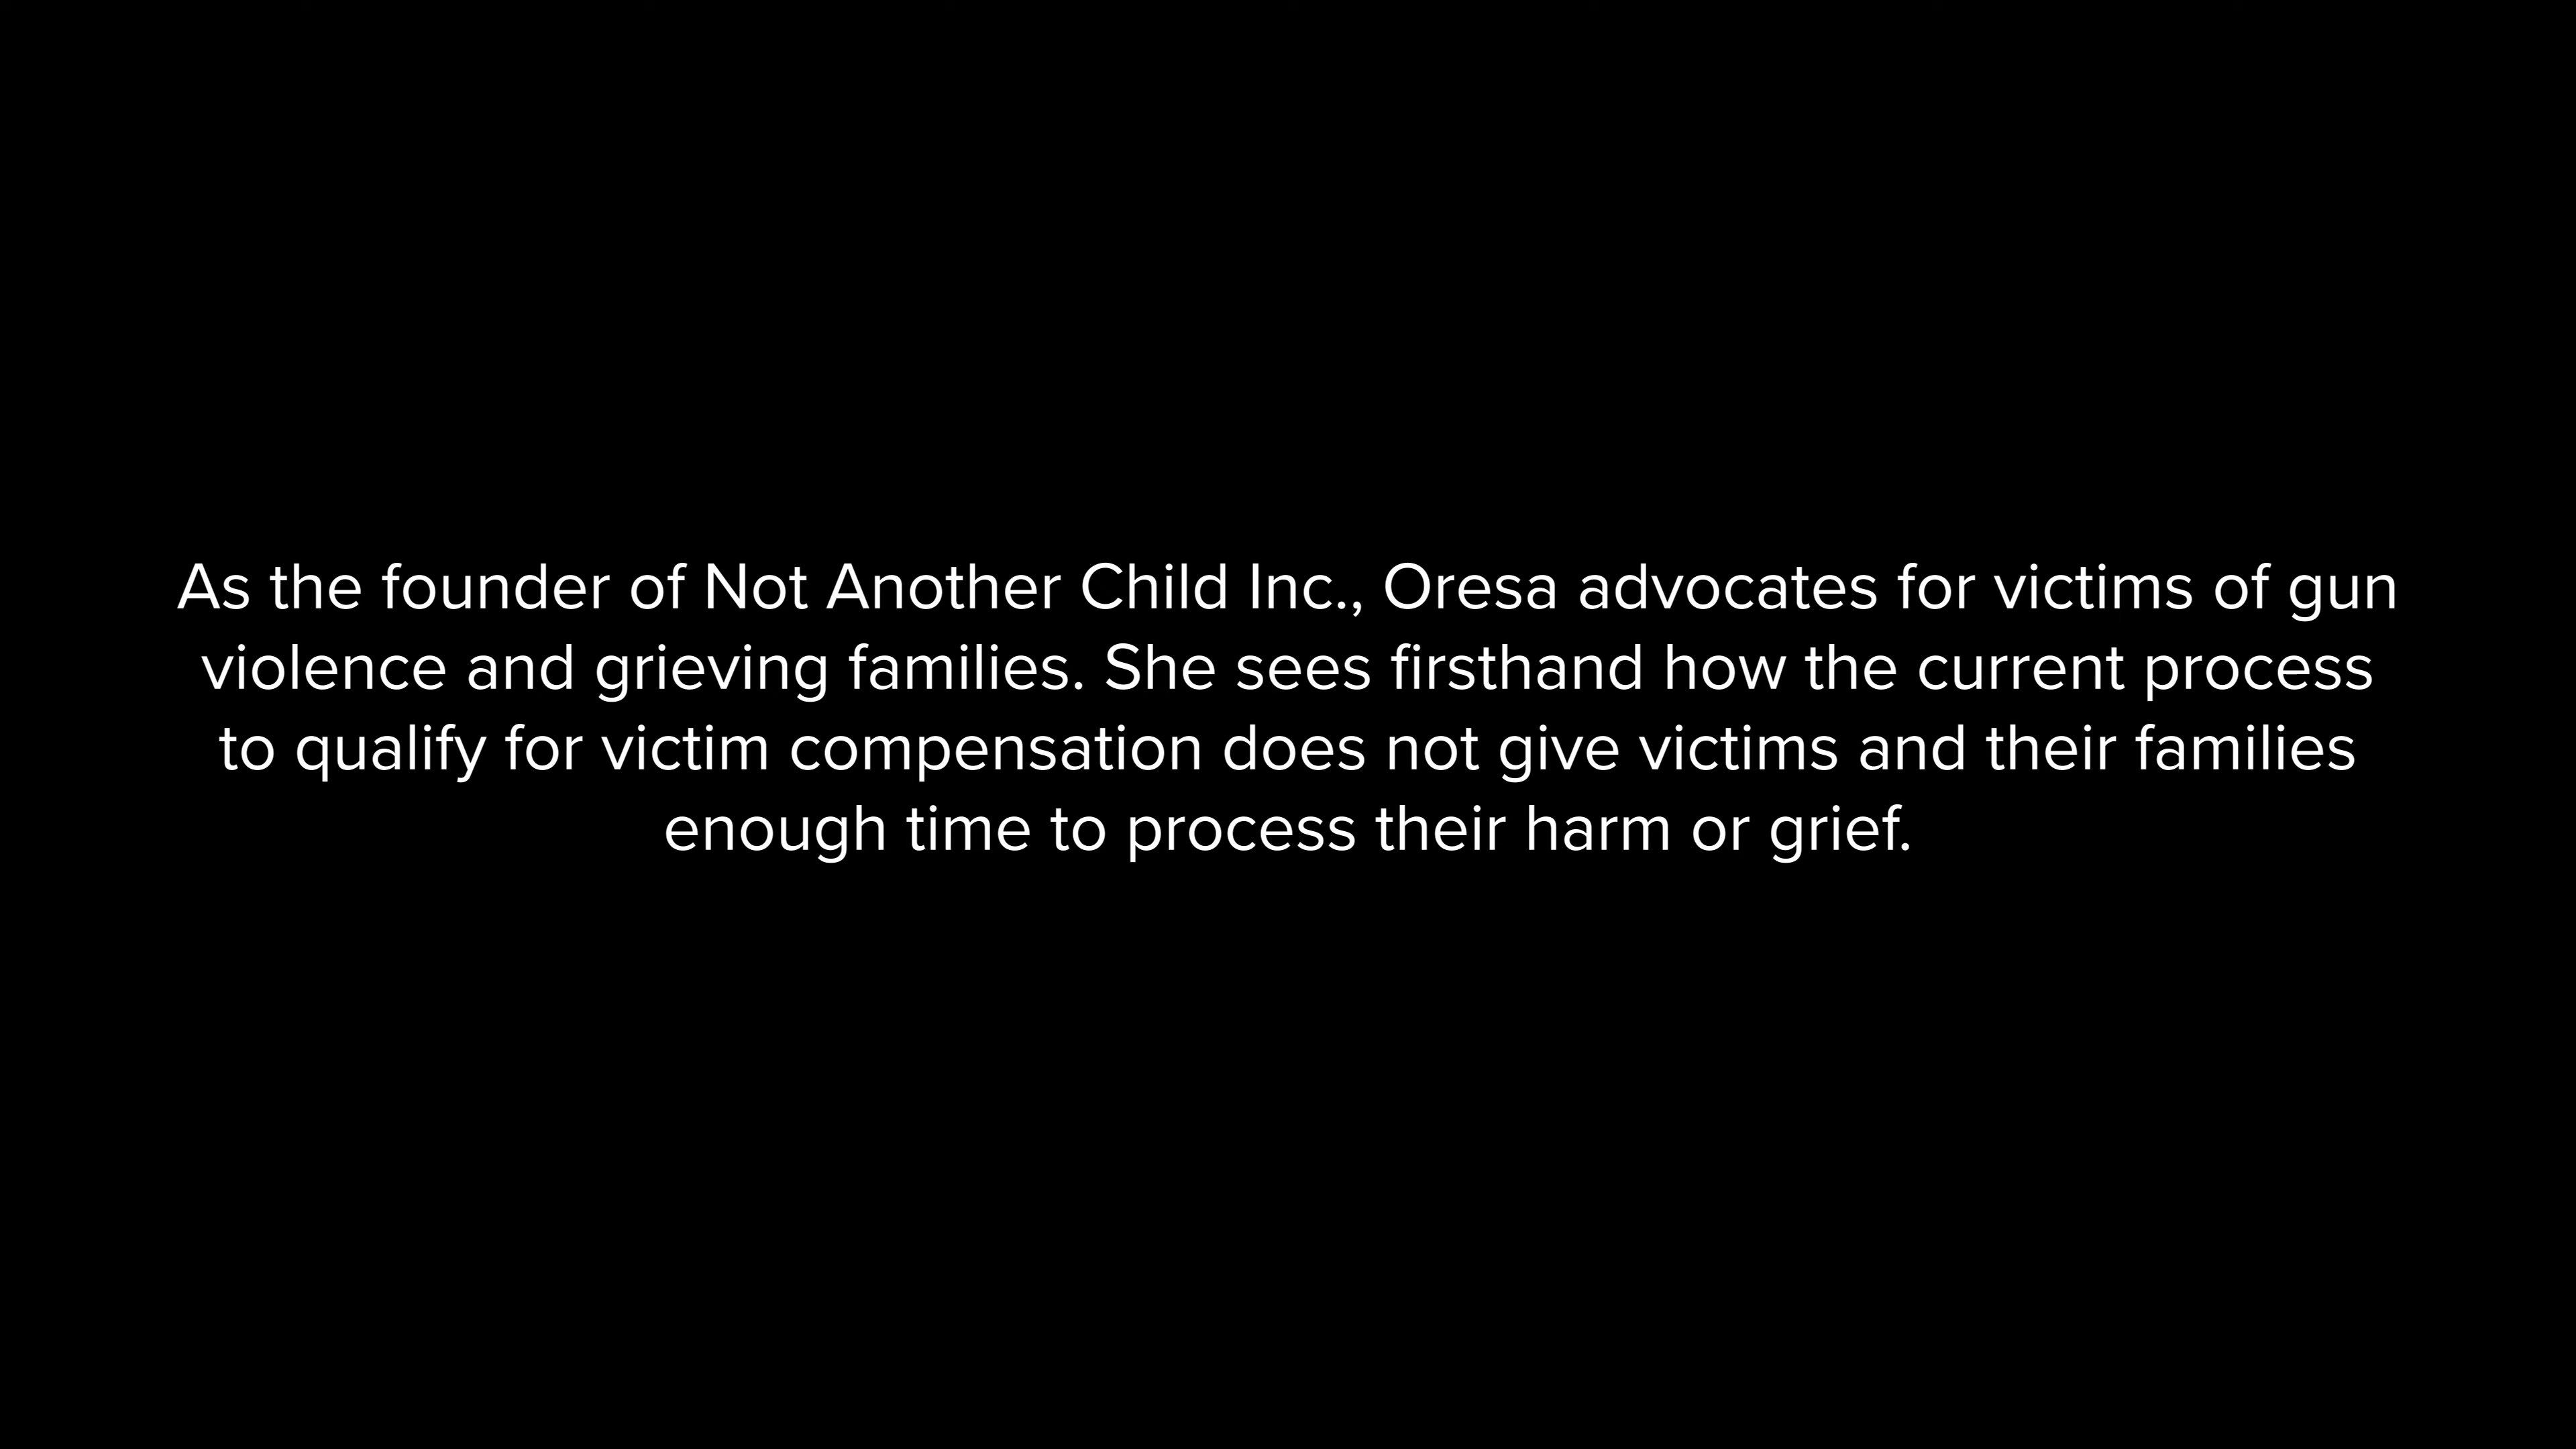 As the founder of Not Another Child Inc., Oresa advocates for victims of gun
violence and grieving families. She sees firsthand how the current process
to qualify for victim compensation does not give victims and their families
enough time to process their harm or grief.